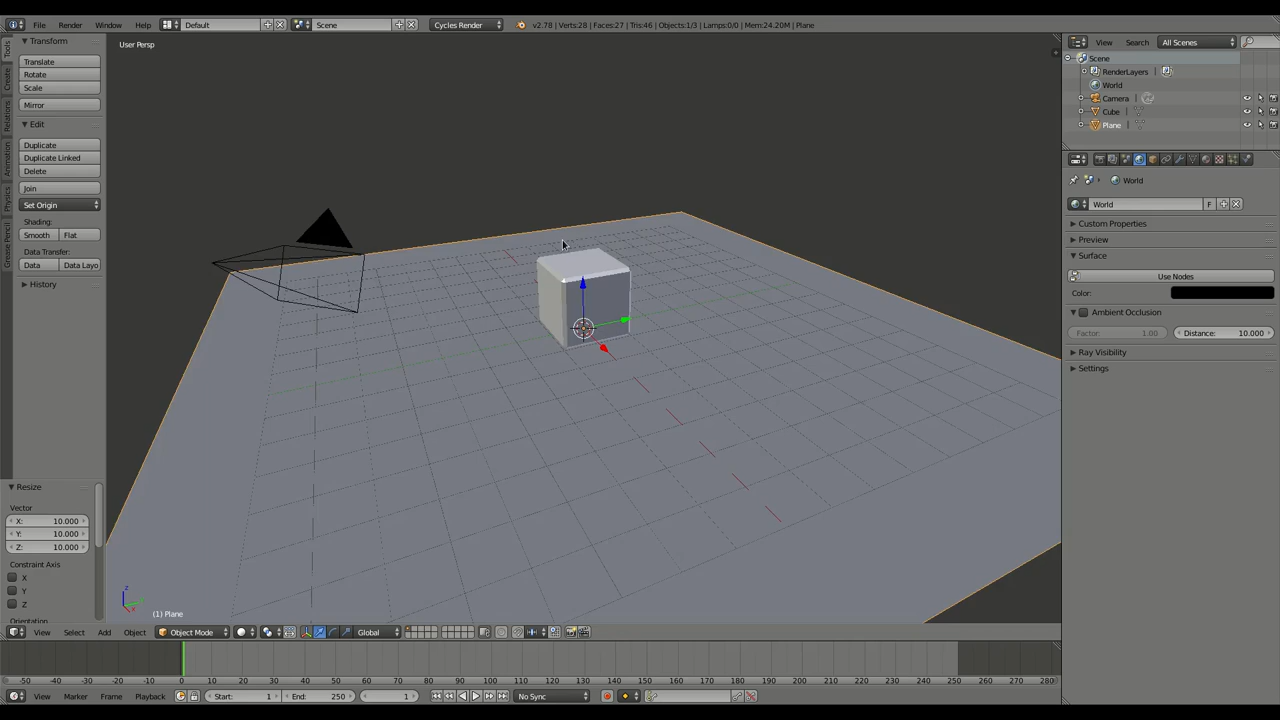 File Render Window Help Default Scene Cycles Render v2.78 | Verts:28 | Faces:27 | Tris:46 | Objects:1/3 | Lamps:0/0 | Mem:24.20M | Plane
Tools
Create
Relations
Animation
Physics
Grease Pencil
Transform
Translate
Rotate
Scale
Mirror
Edit
Duplicate
Duplicate Linked
Delete
Join
Set Origin
Shading:
Smooth Flat
Data Transfer:
Data Data Layo
History
Resize
Vector
X: 10.000
Y: 10.000
Z: 10.000
Constraint Axis
X
Y
Z
Orientation
User Persp
(1) Plane
View Search All Scenes
Scene
RenderLayers
World
Camera
Cube
Plane
World
World F
Custom Properties
Preview
Surface
Use Nodes
Color:
Ambient Occlusion
Factor: 1.00 Distance: 10.000
Ray Visibility
Settings
View Select Add Object Object Mode Global
-50 -40 -30 -20 -10 0 10 20 30 40 50 60 70 80 90 100 110 120 130 140 150 160 170 180 190 200 210 220 230 240 250 260 270 280
View Marker Frame Playback Start: 1 End: 250 1 No Sync